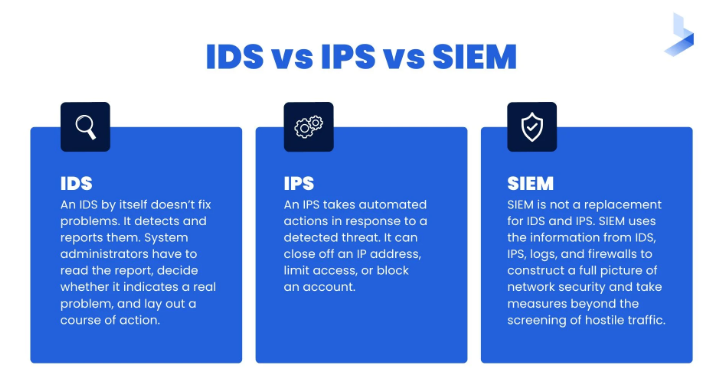 IDS vs IPS vs SIEM
IDS
An IDS by itself doesn't fix
problems. It detects and
reports them. System
administrators have to
read the report, decide
whether it indicates a real
problem, and lay out a
course of action.
IPS
An IPS takes automated
actions in response to a
detected threat. It can
close off an IP address,
limit access, or block
an account.
SIEM
SIEM is not a replacement
for IDS and IPS. SIEM uses
the information from IDS,
IPS, logs, and firewalls to
construct a full picture of
network security and take
measures beyond the
screening of hostile traffic.